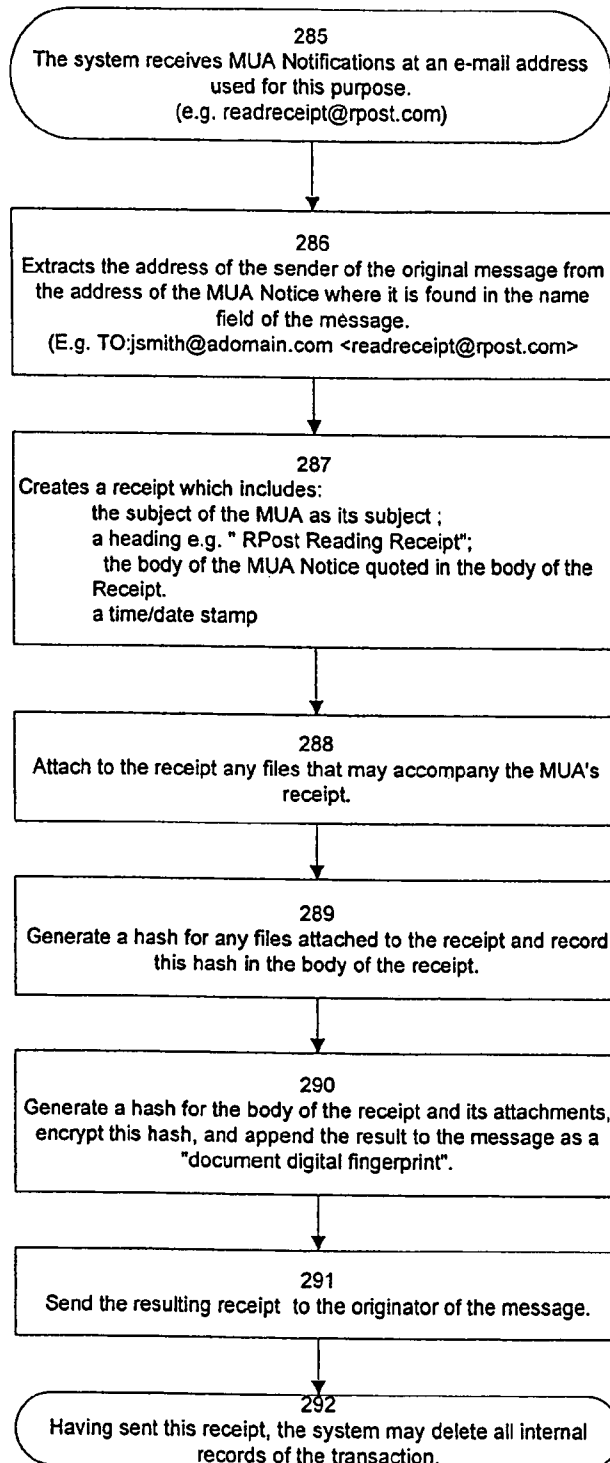 285
The system receives MUA Notifications at an e-mail address
used for this purpose.
(e.g. readreceipt@rpost.com)
286
Extracts the address of the sender of the original message from
the address of the MUA Notice where it is found in the name
field of the message.
(E.g. TO:jsmith@adomain.com <readreceipt@rpost.com>
287
Creates a receipt which includes:
the subject of the MUA as its subject ;
a heading e.g. " RPost Reading Receipt";
the body of the MUA Notice quoted in the body of the
Receipt.
a time/date stamp
288
Attach to the receipt any files that may accompany the MUA's
receipt.
289
Generate a hash for any files attached to the receipt and record
this hash in the body of the receipt.
290
Generate a hash for the body of the receipt and its attachments,
encrypt this hash, and append the result to the message as a
"document digital fingerprint".
291
Send the resulting receipt to the originator of the message.
292
Having sent this receipt, the system may delete all internal
records of the transaction.